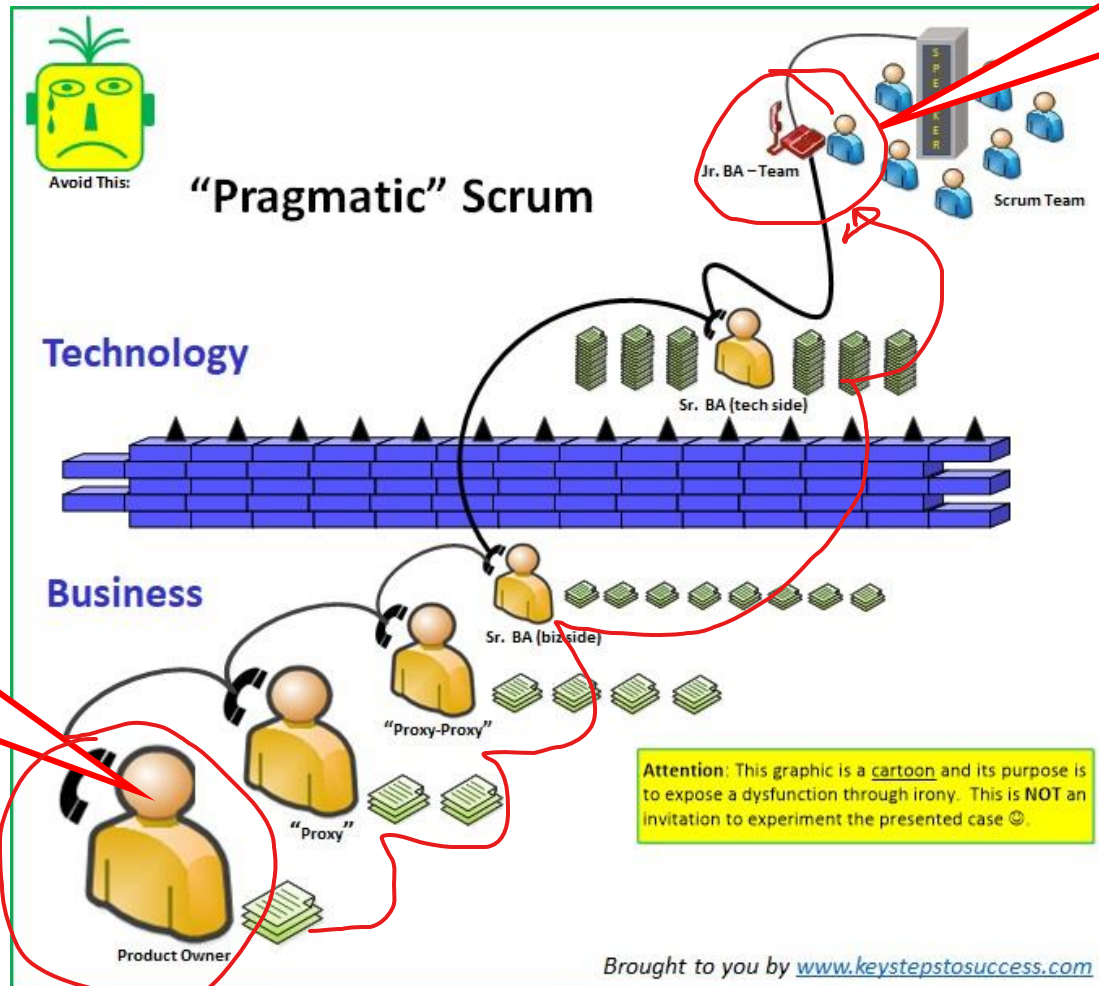 Avoid This:
"Pragmatic" Scrum
SPEAKER
Jr. BA – Team
Scrum Team
Technology
Sr. BA (tech side)
Business
Sr. BA (biz side)
"Proxy-Proxy"
"Proxy"
Product Owner
Attention: This graphic is a cartoon and its purpose is
to expose a dysfunction through irony. This is NOT an
invitation to experiment the presented case ☺.
Brought to you by www.keystepstosuccess.com